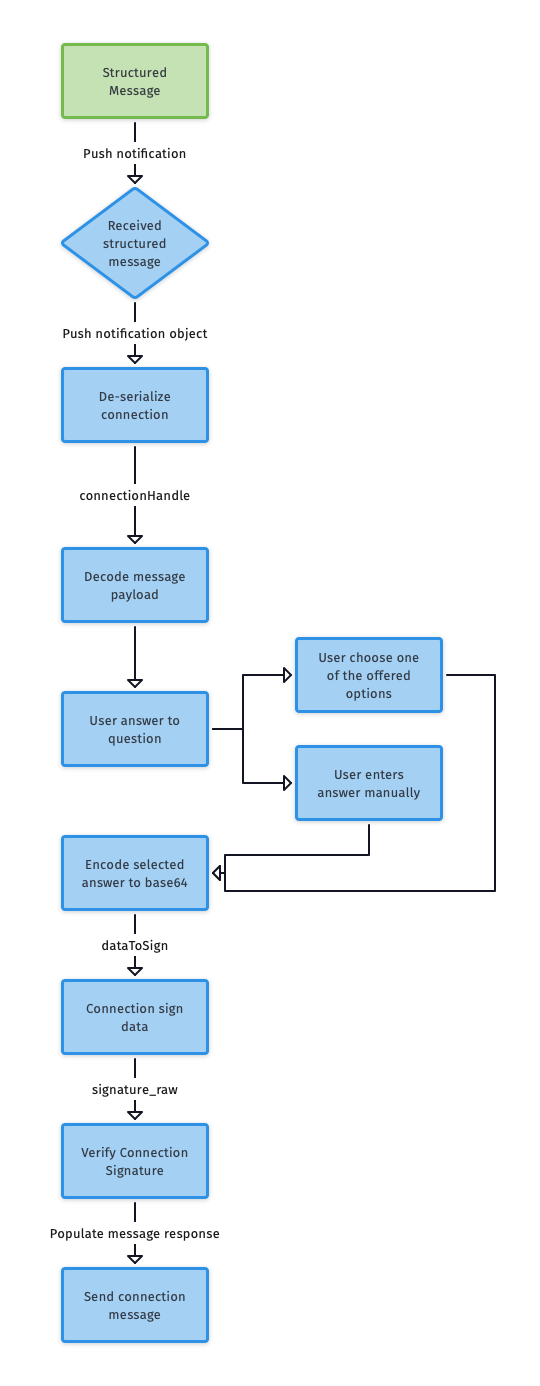 Structured
Message
Push notification
Received
structured
message
Push notification object
De-serialize
connection
connectionHandle
Decode message
payload
User answer to
question
User choose one
of the offered
options
User enters
answer manually
Encode selected
answer to base64
dataToSign
Connection sign
data
signature_raw
Verify Connection
Signature
Populate message response
Send connection
message